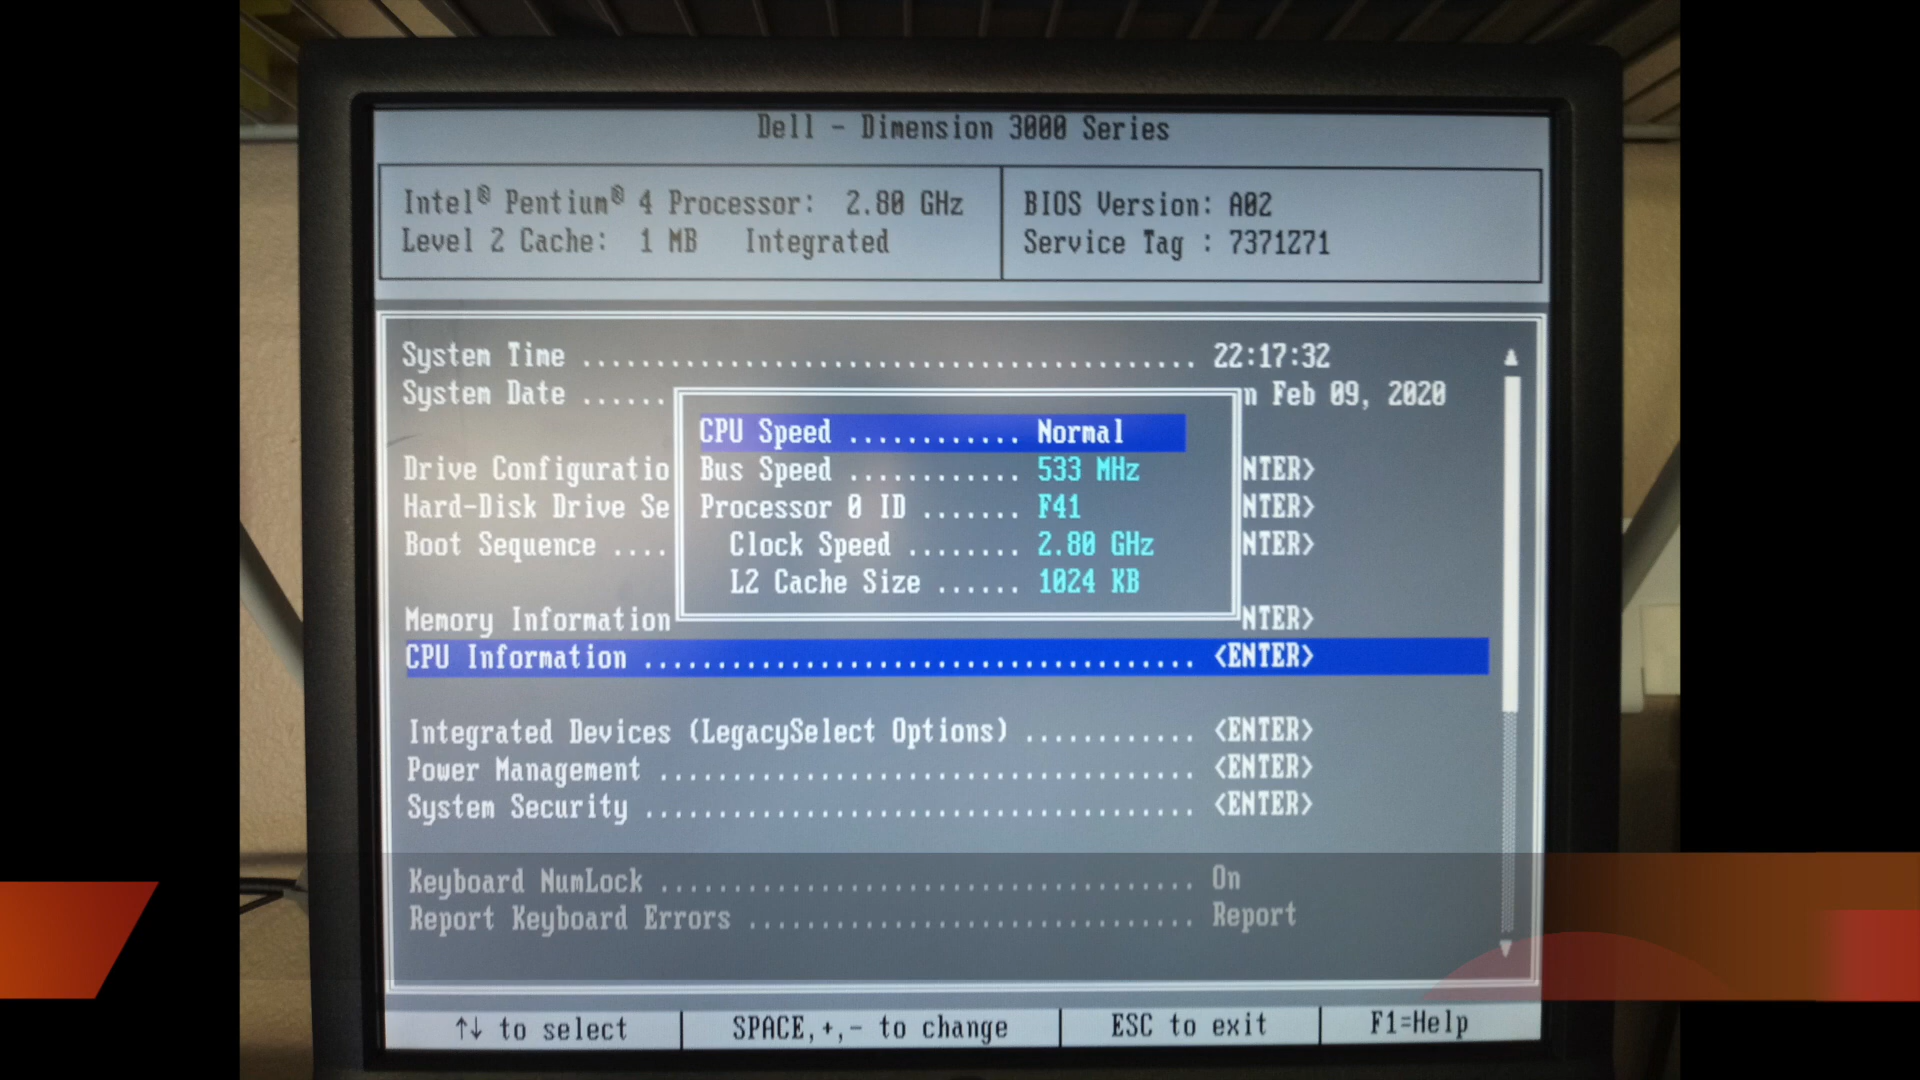 Dell - Dimension 3000 Series
Intel® Pentium® 4 Processor: 2.80 GHz
Level 2 Cache: 1 MB Integrated
BIOS Version: A02
Service Tag : 7371Z71
System Time .......................................... 22:17:32
System Date ...... n Feb 09, 2020
CPU Speed ............ Normal
Drive Configuratio Bus Speed ............ 533 MHz NTER>
Hard-Disk Drive Se Processor 0 ID ....... F41 NTER>
Boot Sequence .... Clock Speed ........ 2.80 GHz NTER>
L2 Cache Size ...... 1024 KB
Memory Information NTER>
CPU Information ...................................... <ENTER>
Integrated Devices (LegacySelect Options) ............ <ENTER>
Power Management ..................................... <ENTER>
System Security ...................................... <ENTER>
Keyboard NumLock ..................................... On
Report Keyboard Errors ............................... Report
↑↓ to select SPACE,+,- to change ESC to exit F1=Help